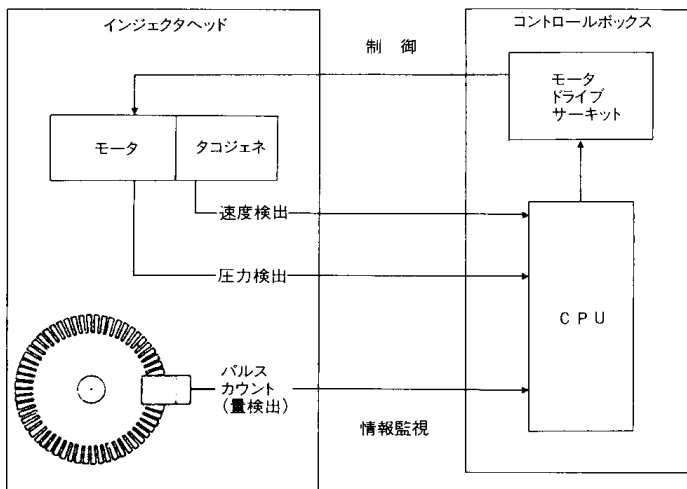 インジェクタヘッド
コントロールボックス
制御
モータ
ドライブ
サーキット
モータ
タコジェネ
速度検出
圧力検出
CPU
パルス
カウント
(量検出)
情報監視